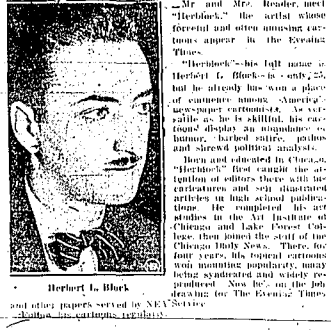 Mr and Mrs. Reader, meet
"Herblock," the artist whose
forceful and often amusing car-
toons appear in the Evening
Times.
"Herblock"—his full name is
Herbert L. Block—is only 23,
but he already has won a place
of eminence among America's
newspaper cartoonists. As ver-
satile as he is skillful, his car-
toons display an abundance of
humor, barbed satire, pathos
and shrewd political analysis.
Born and educated in Chicago,
"Herblock" first caught the at-
tention of editors there with his
caricatures and self illustrated
articles in high school publica-
tions. He completed his art
studies in the Art Institute of
Chicago and Lake Forest Col-
lege, then joined the staff of the
Chicago Daily News. There, for
four years, his topical cartoons
won mounting popularity,
being syndicated and widely re-
produced. Now he's on the job
drawing for The Evening Times
and other papers served by NEA Service
Follow his cartoons regularly.
Herbert L. Block